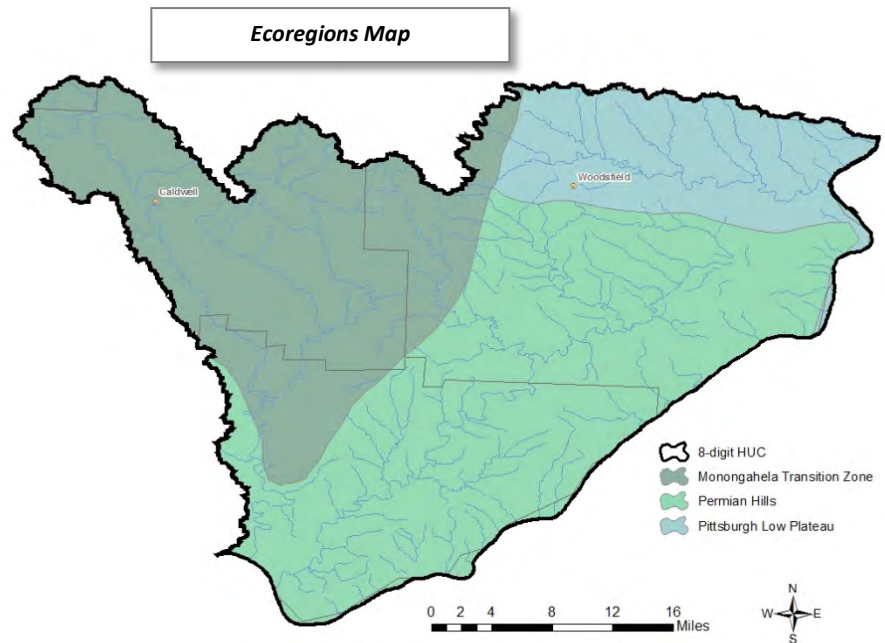 Ecoregions Map
Woodsfield
Caldwell
8-digit HUC
Monongahela Transition Zone
Permian Hills
Pittsburgh Low Plateau
0 2 4 8 12 16
Miles
N
W E
S